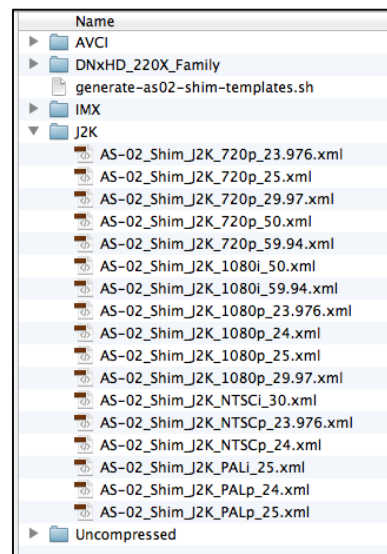 Name
AVCI
DNxHD_220X_Family
generate-as02-shim-templates.sh
IMX
J2K
AS-02_Shim_J2K_720p_23.976.xml
AS-02_Shim_J2K_720p_25.xml
AS-02_Shim_J2K_720p_29.97.xml
AS-02_Shim_J2K_720p_50.xml
AS-02_Shim_J2K_720p_59.94.xml
AS-02_Shim_J2K_1080i_50.xml
AS-02_Shim_J2K_1080i_59.94.xml
AS-02_Shim_J2K_1080p_23.976.xml
AS-02_Shim_J2K_1080p_24.xml
AS-02_Shim_J2K_1080p_25.xml
AS-02_Shim_J2K_1080p_29.97.xml
AS-02_Shim_J2K_NTSCi_30.xml
AS-02_Shim_J2K_NTSCp_23.976.xml
AS-02_Shim_J2K_NTSCp_24.xml
AS-02_Shim_J2K_PALi_25.xml
AS-02_Shim_J2K_PALp_24.xml
AS-02_Shim_J2K_PALp_25.xml
Uncompressed